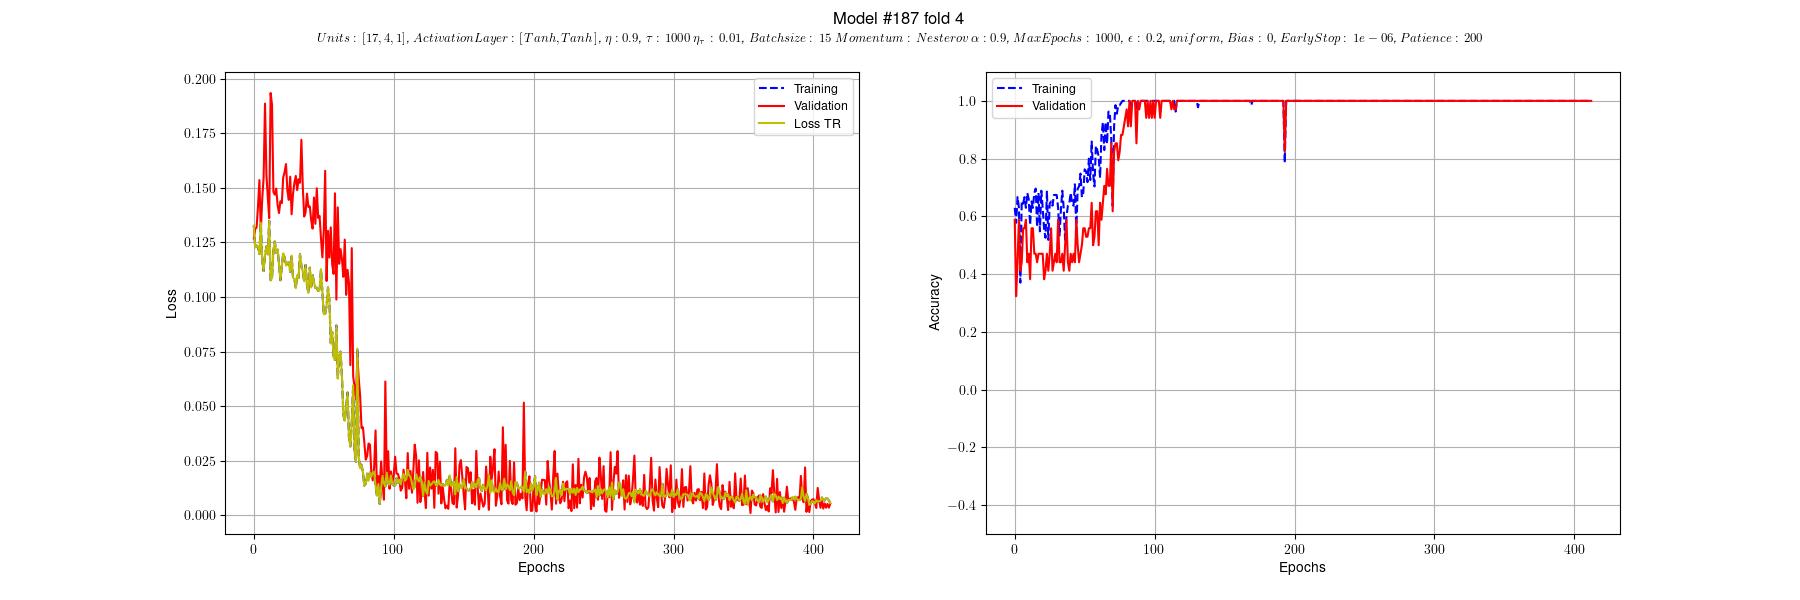 Model #187 fold 4
Units : [17, 4, 1], ActivationLayer : [Tanh, Tanh], η : 0.9, τ : 1000 ητ : 0.01, Batchsize : 15 Momentum : Nesterov α : 0.9, MaxEpochs : 1000, ϵ : 0.2, uniform, Bias : 0, EarlyStop : 1e − 06, Patience : 200
0.200
0.175
0.150
0.125
0.100
0.075
0.050
0.025
0.000
Loss
0 100 200 300 400
Epochs
Training
Validation
Loss TR
1.0
0.8
0.6
0.4
0.2
0.0
−0.2
−0.4
Accuracy
0 100 200 300 400
Epochs
Training
Validation